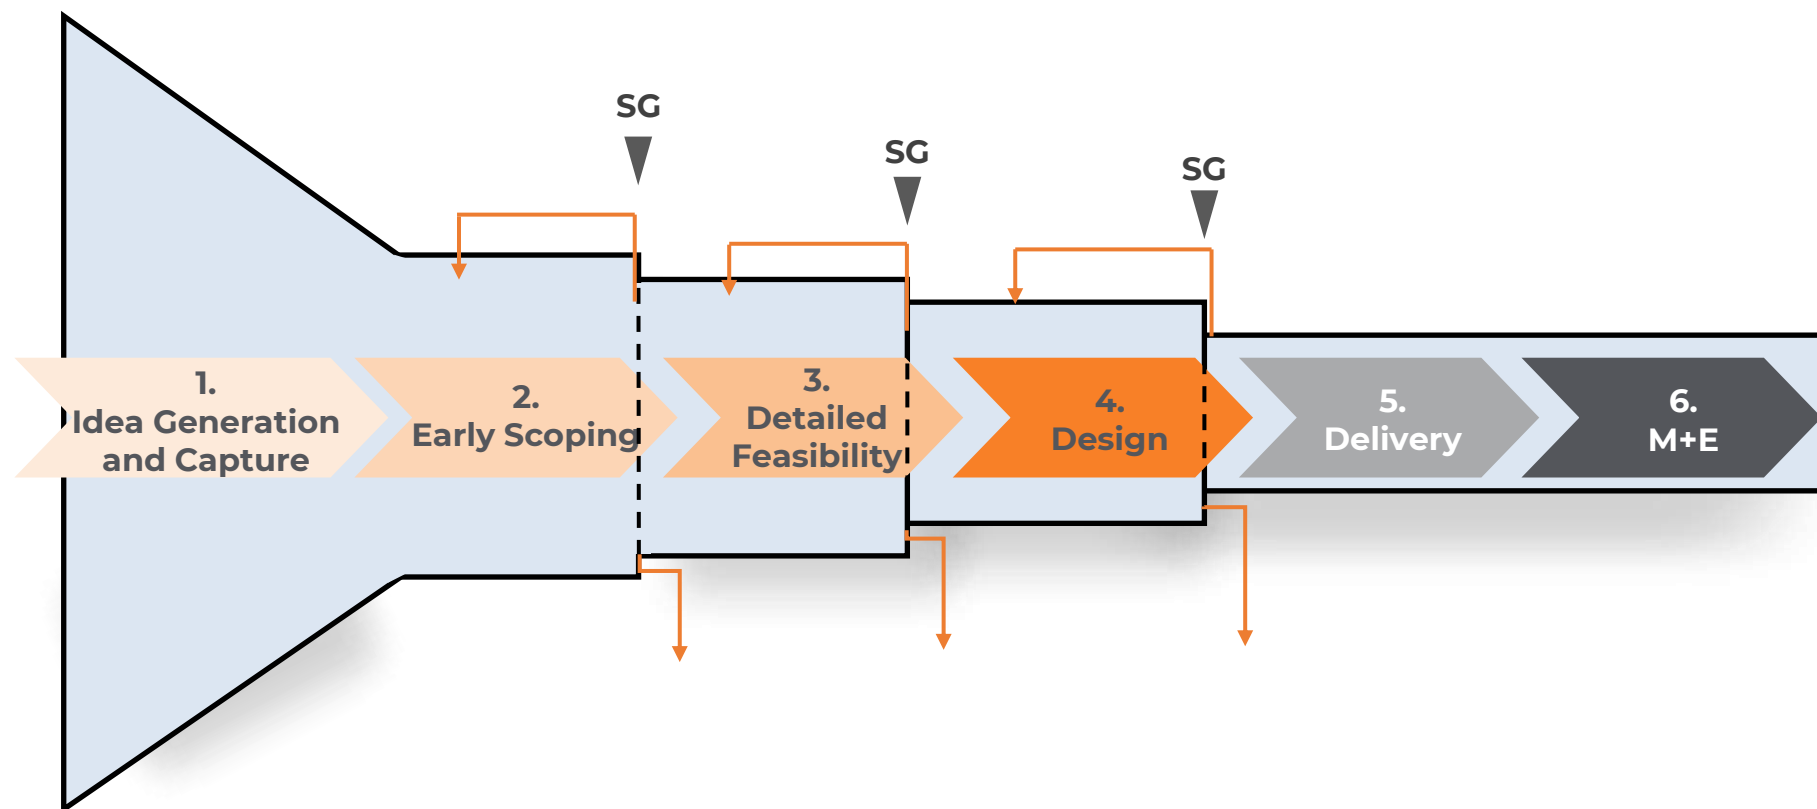 SG
SG
SG
1.
Idea Generation
and Capture
2.
Early Scoping
3.
Detailed
Feasibility
4.
Design
5.
Delivery
6.
M+E